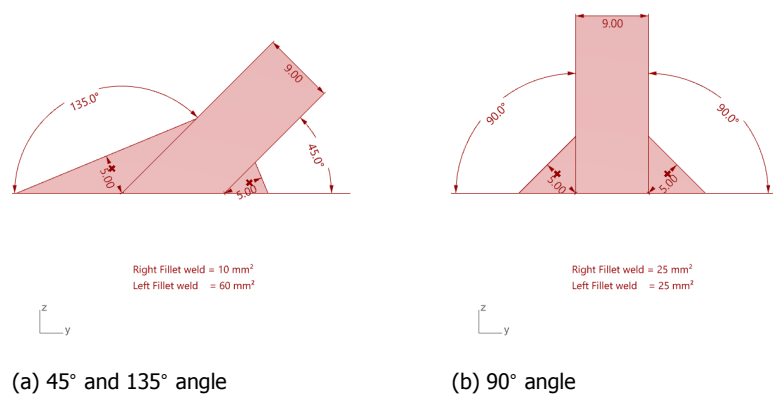 9.00
135.0°
5.00
45.0°
5.00
Right Fillet weld = 10 mm²
Left Fillet weld = 60 mm²
z
y
(a) 45° and 135° angle
9.00
90.0°
90.0°
5.00
5.00
Right Fillet weld = 25 mm²
Left Fillet weld = 25 mm²
z
y
(b) 90° angle